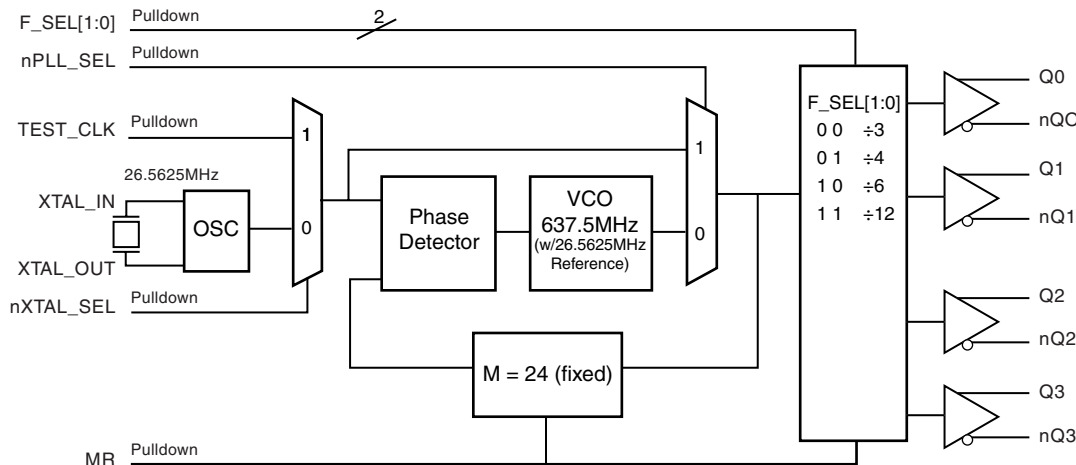 F_SEL[1:0]
Pulldown
2
nPLL_SEL
Pulldown
TEST_CLK
Pulldown
1
0
26.5625MHz
XTAL_IN
OSC
XTAL_OUT
nXTAL_SEL
Pulldown
Phase
Detector
VCO
637.5MHz
(w/26.5625MHz
Reference)
1
0
M = 24 (fixed)
MR
Pulldown
F_SEL[1:0]
0 0 ÷3
0 1 ÷4
1 0 ÷6
1 1 ÷12
Q0
nQ0
Q1
nQ1
Q2
nQ2
Q3
nQ3